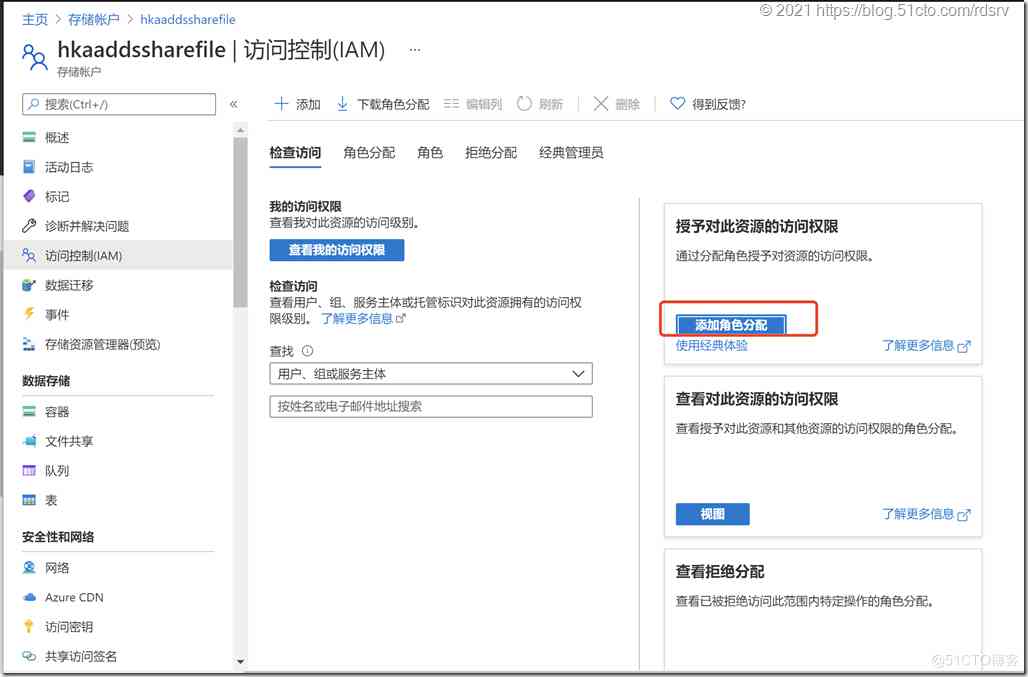 © 2021 https://blog.51cto.com/rdsrv
主页 > 存储帐户 > hkaaddssharefile
hkaaddssharefile | 访问控制(IAM) ...
存储帐户
搜索(Ctrl+/) «
概述
活动日志
标记
诊断并解决问题
访问控制(IAM)
数据迁移
事件
存储资源管理器(预览)
数据存储
容器
文件共享
队列
表
安全性和网络
网络
Azure CDN
访问密钥
共享访问签名
添加 下载角色分配 编辑列 刷新 删除 得到反馈?
检查访问 角色分配 角色 拒绝分配 经典管理员
我的访问权限
查看我对此资源的访问级别。
查看我的访问权限
检查访问
查看用户、组、服务主体或托管标识对此资源拥有的访问权
限级别。 了解更多信息
查找
用户、组或服务主体
按姓名或电子邮件地址搜索
授予对此资源的访问权限
通过分配角色授予对资源的访问权限。
添加角色分配
使用经典体验 了解更多信息
查看对此资源的访问权限
查看授予对此资源和其他资源的访问权限的角色分配。
视图 了解更多信息
查看拒绝分配
查看已被拒绝访问此范围内特定操作的角色分配。
@51CTO博客